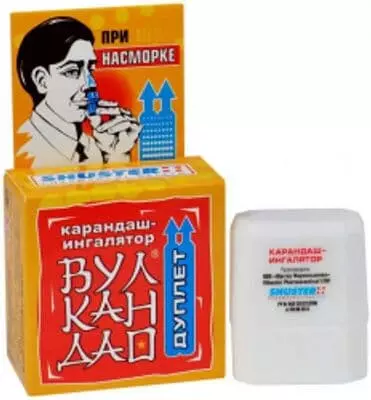 ПРИ
НАСМОРКЕ
SHUSTER
карандаш-
ингалятор
ВУЛ®
КАН
ДАО
ДУПЛЕТ
КАРАНДАШ-
ИНГАЛЯТОР
SHUSTER